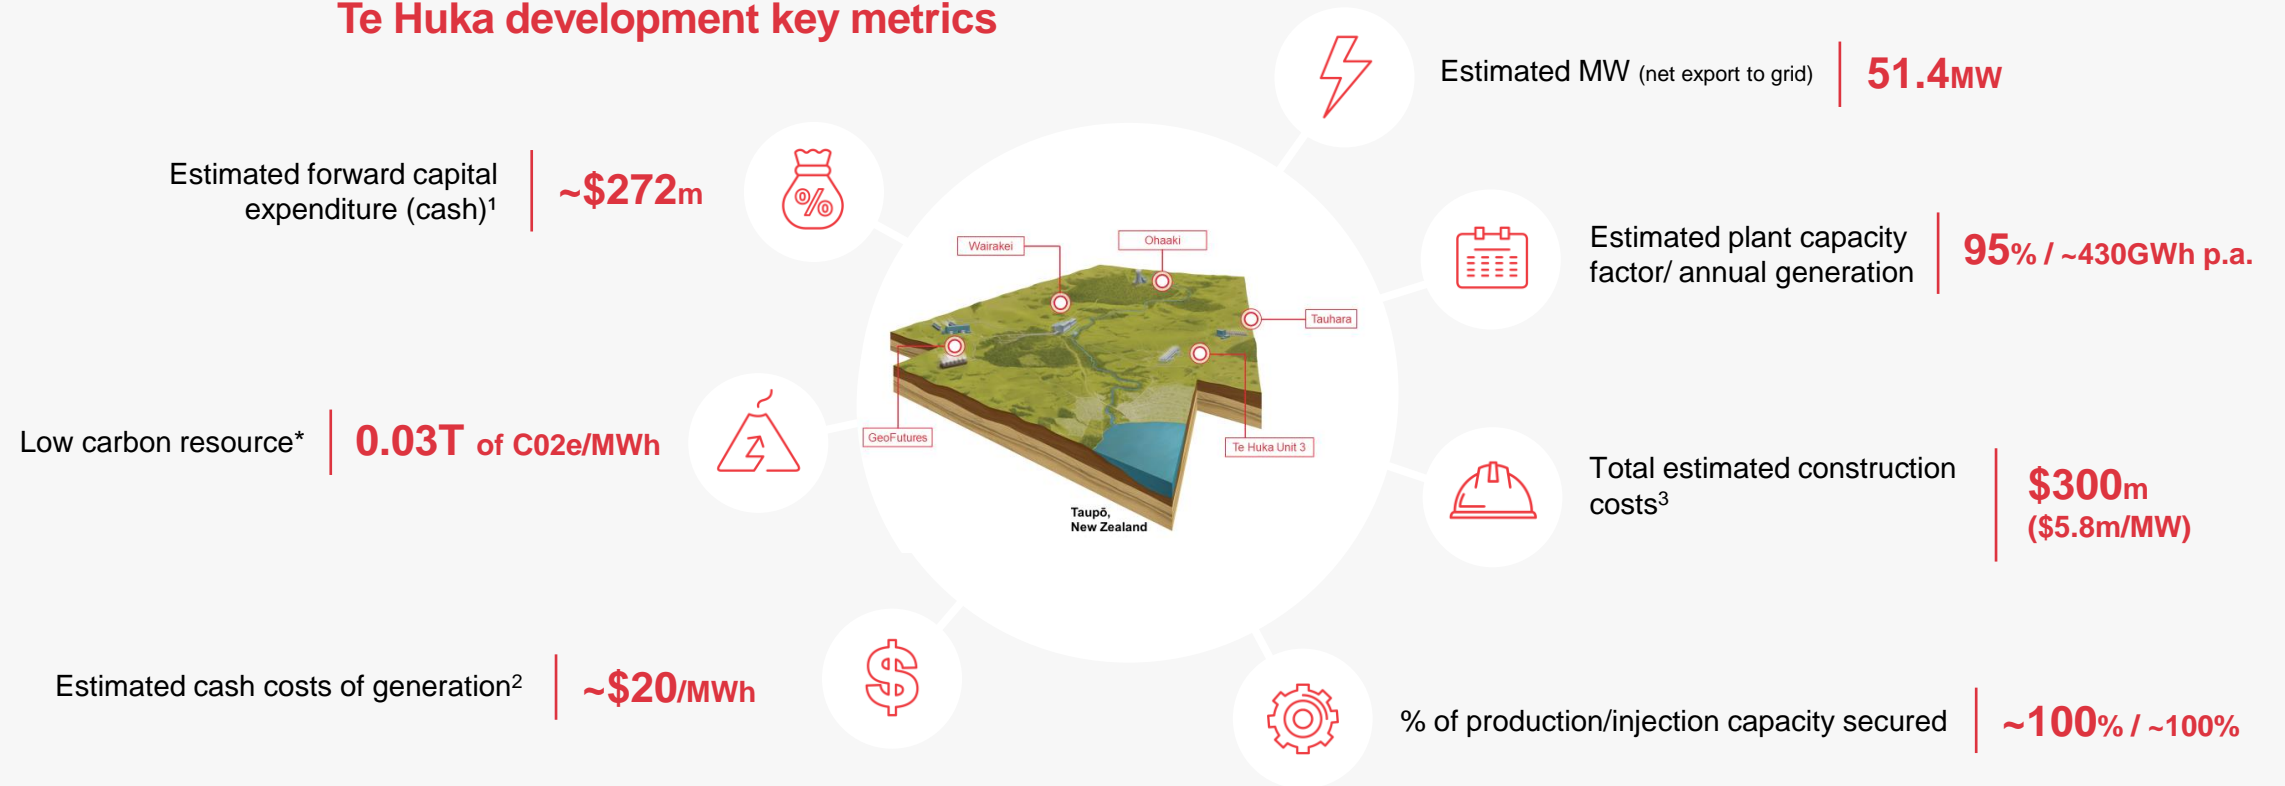 Te Huka development key metrics
Estimated forward capital
expenditure (cash)¹
~$272m
Low carbon resource*
0.03T of C02e/MWh
Estimated cash costs of generation²
~$20/MWh
Wairakei
Ohaaki
Tauhara
GeoFutures
Te Huka Unit 3
Taupō,
New Zealand
Estimated MW (net export to grid)
51.4MW
Estimated plant capacity
factor/ annual generation
95% / ~430GWh p.a.
Total estimated construction
costs³
$300m
($5.8m/MW)
% of production/injection capacity secured
~100% / ~100%